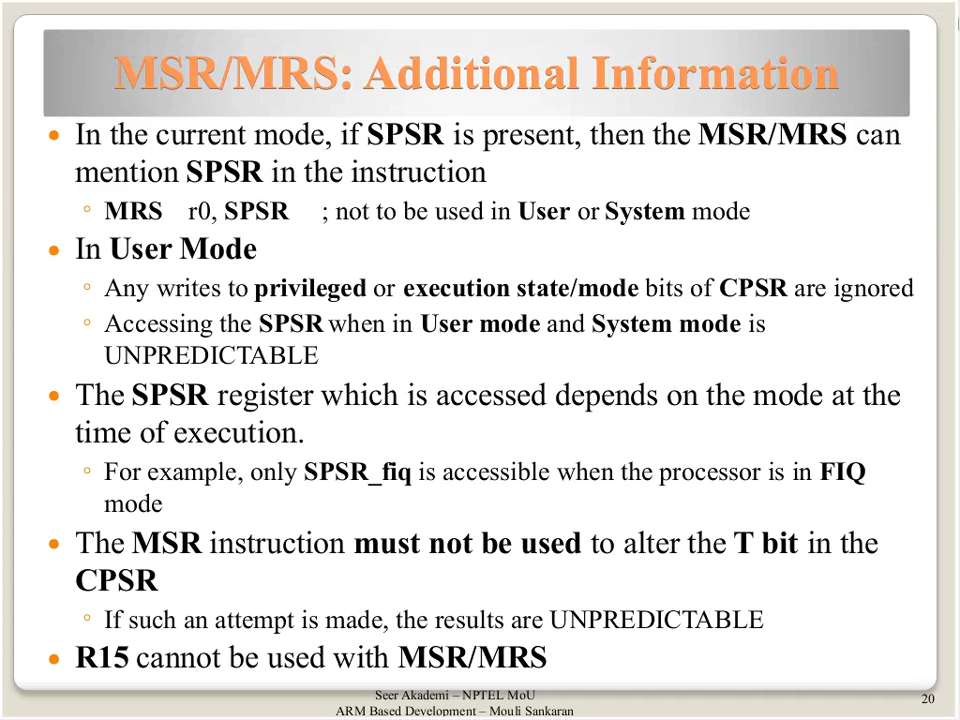 MSR/MRS: Additional Information
• In the current mode, if SPSR is present, then the MSR/MRS can
mention SPSR in the instruction
◦ MRS r0, SPSR ; not to be used in User or System mode
• In User Mode
◦ Any writes to privileged or execution state/mode bits of CPSR are ignored
◦ Accessing the SPSR when in User mode and System mode is
UNPREDICTABLE
• The SPSR register which is accessed depends on the mode at the
time of execution.
◦ For example, only SPSR_fiq is accessible when the processor is in FIQ
mode
• The MSR instruction must not be used to alter the T bit in the
CPSR
◦ If such an attempt is made, the results are UNPREDICTABLE
• R15 cannot be used with MSR/MRS
Seer Akademi – NPTEL MoU
ARM Based Development – Mouli Sankaran
20